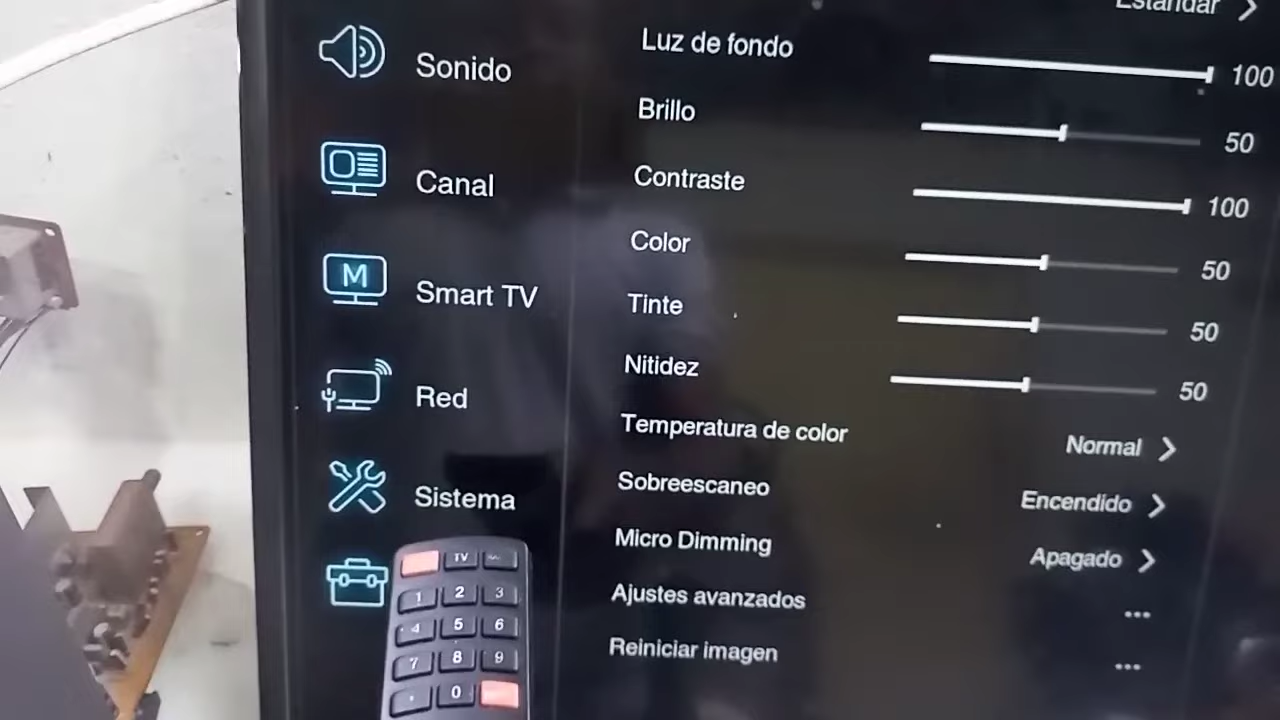 Estándar
Luz de fondo 100
Brillo 50
Contraste 100
Color 50
Tinte 50
Nitidez 50
Temperatura de color Normal
Sobreescaneo Encendido
Micro Dimming Apagado
Ajustes avanzados ...
Reiniciar imagen ...
Sonido
Canal
M
Smart TV
Red
Sistema
TV
1 2 3
4 5 6
7 8 9
0